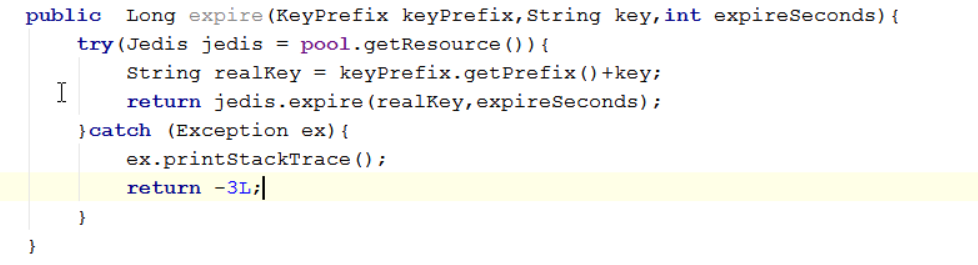 public  Long expire(KeyPrefix keyPrefix,String key,int expireSeconds){
try(Jedis jedis = pool.getResource()){
String realKey = keyPrefix.getPrefix()+key;
return jedis.expire(realKey,expireSeconds);
}catch (Exception ex){
ex.printStackTrace();
return -3L;
}
}